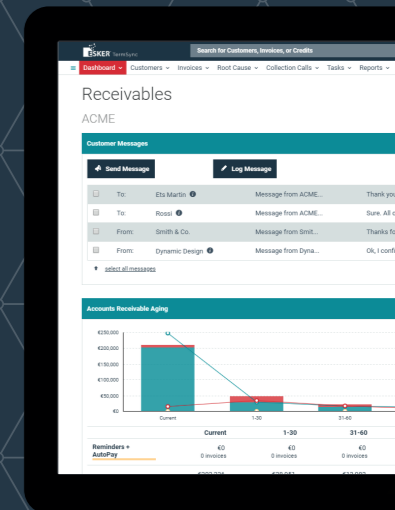 ESKER TermSync
Search for Customers, Invoices, or Credits
Dashboard Customers Invoices Root Cause Collection Calls Tasks Reports
Receivables
ACME
Customer Messages
Send Message Log Message
To: Ets Martin Message from ACME... Thank you
To: Rossi Message from ACME... Sure. All
From: Smith & Co. Message from Smit... Thanks
From: Dynamic Design Message from Dyna... Ok, I
select all messages
Accounts Receivable Aging
€250,000
€200,000
€150,000
€100,000
€50,000
€0
Current 1-30 31-60
Current 1-30 31-60
Reminders + AutoPay €0 €0 €0
0 invoices 0 invoices 0 invoices